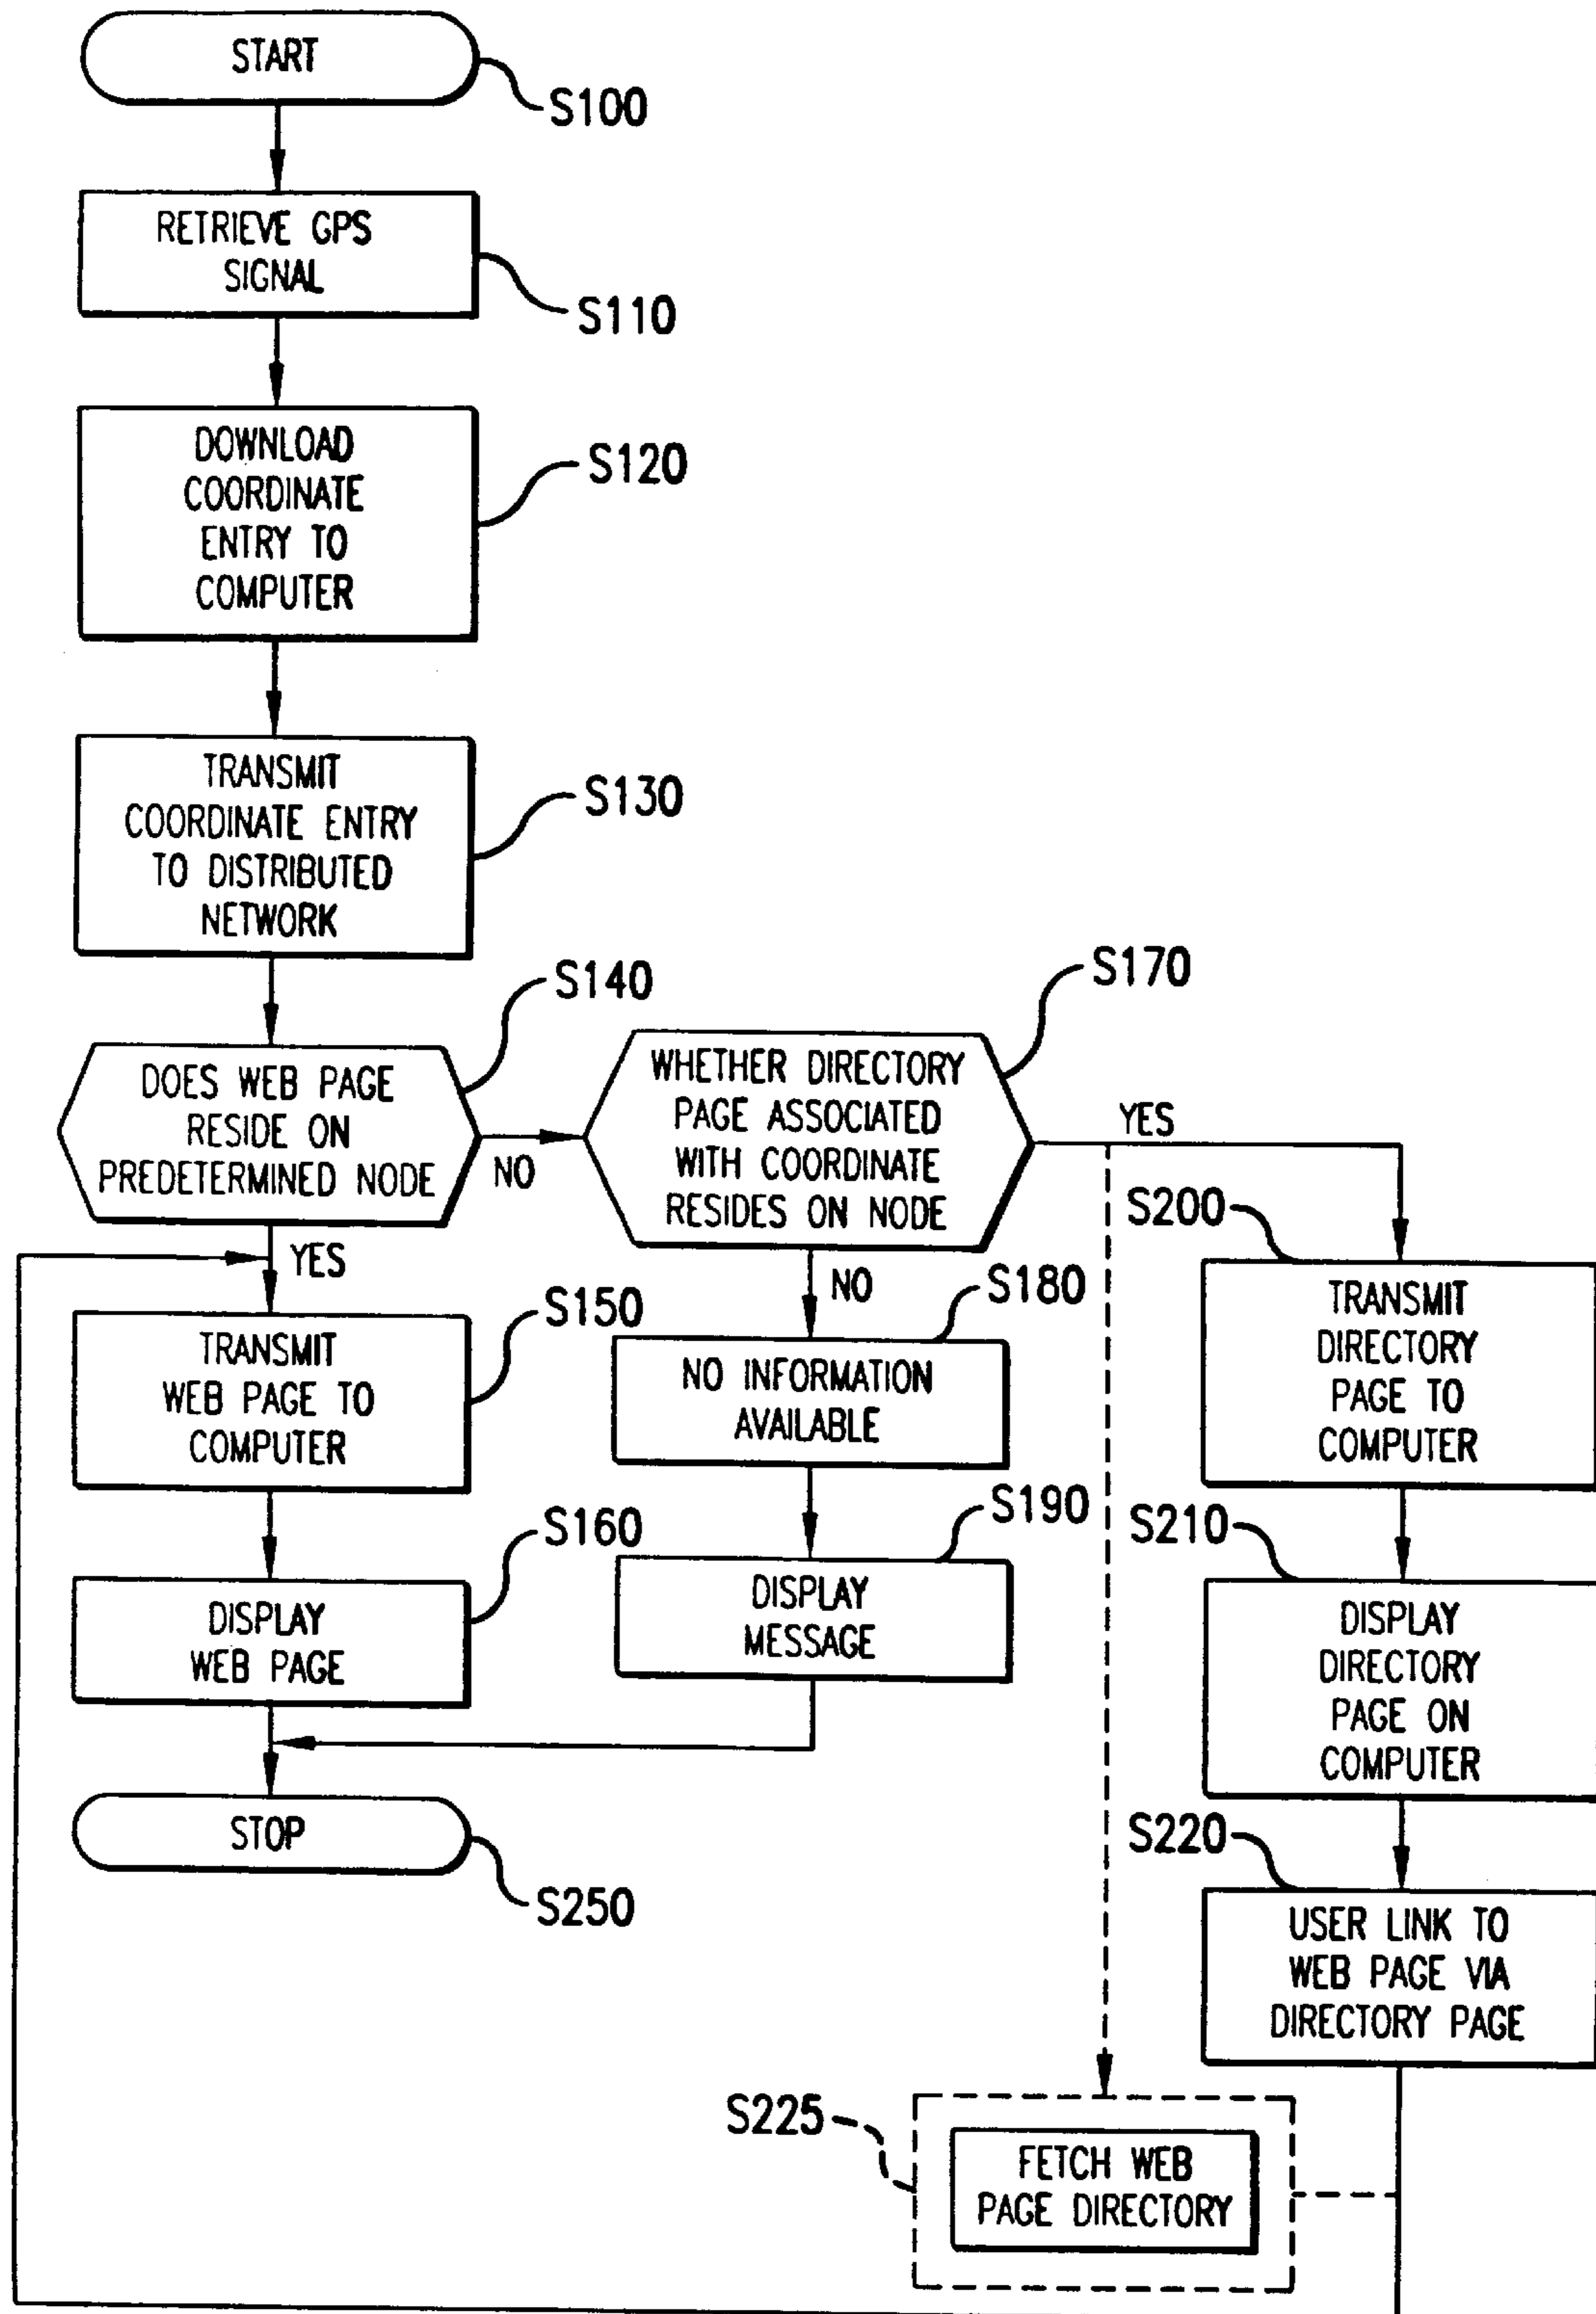 START
S100
RETRIEVE GPS
SIGNAL
S110
DOWNLOAD
COORDINATE
ENTRY TO
COMPUTER
S120
TRANSMIT
COORDINATE ENTRY
TO DISTRIBUTED
NETWORK
S130
DOES WEB PAGE
RESIDE ON
PREDETERMINED NODE
S140
NO
YES
WHETHER DIRECTORY
PAGE ASSOCIATED
WITH COORDINATE
RESIDES ON NODE
S170
YES
NO
TRANSMIT
WEB PAGE TO
COMPUTER
S150
DISPLAY
WEB PAGE
S160
NO INFORMATION
AVAILABLE
S180
DISPLAY
MESSAGE
S190
STOP
S250
S200
TRANSMIT
DIRECTORY
PAGE TO
COMPUTER
S210
DISPLAY
DIRECTORY
PAGE ON
COMPUTER
S220
USER LINK TO
WEB PAGE VIA
DIRECTORY PAGE
S225
FETCH WEB
PAGE DIRECTORY